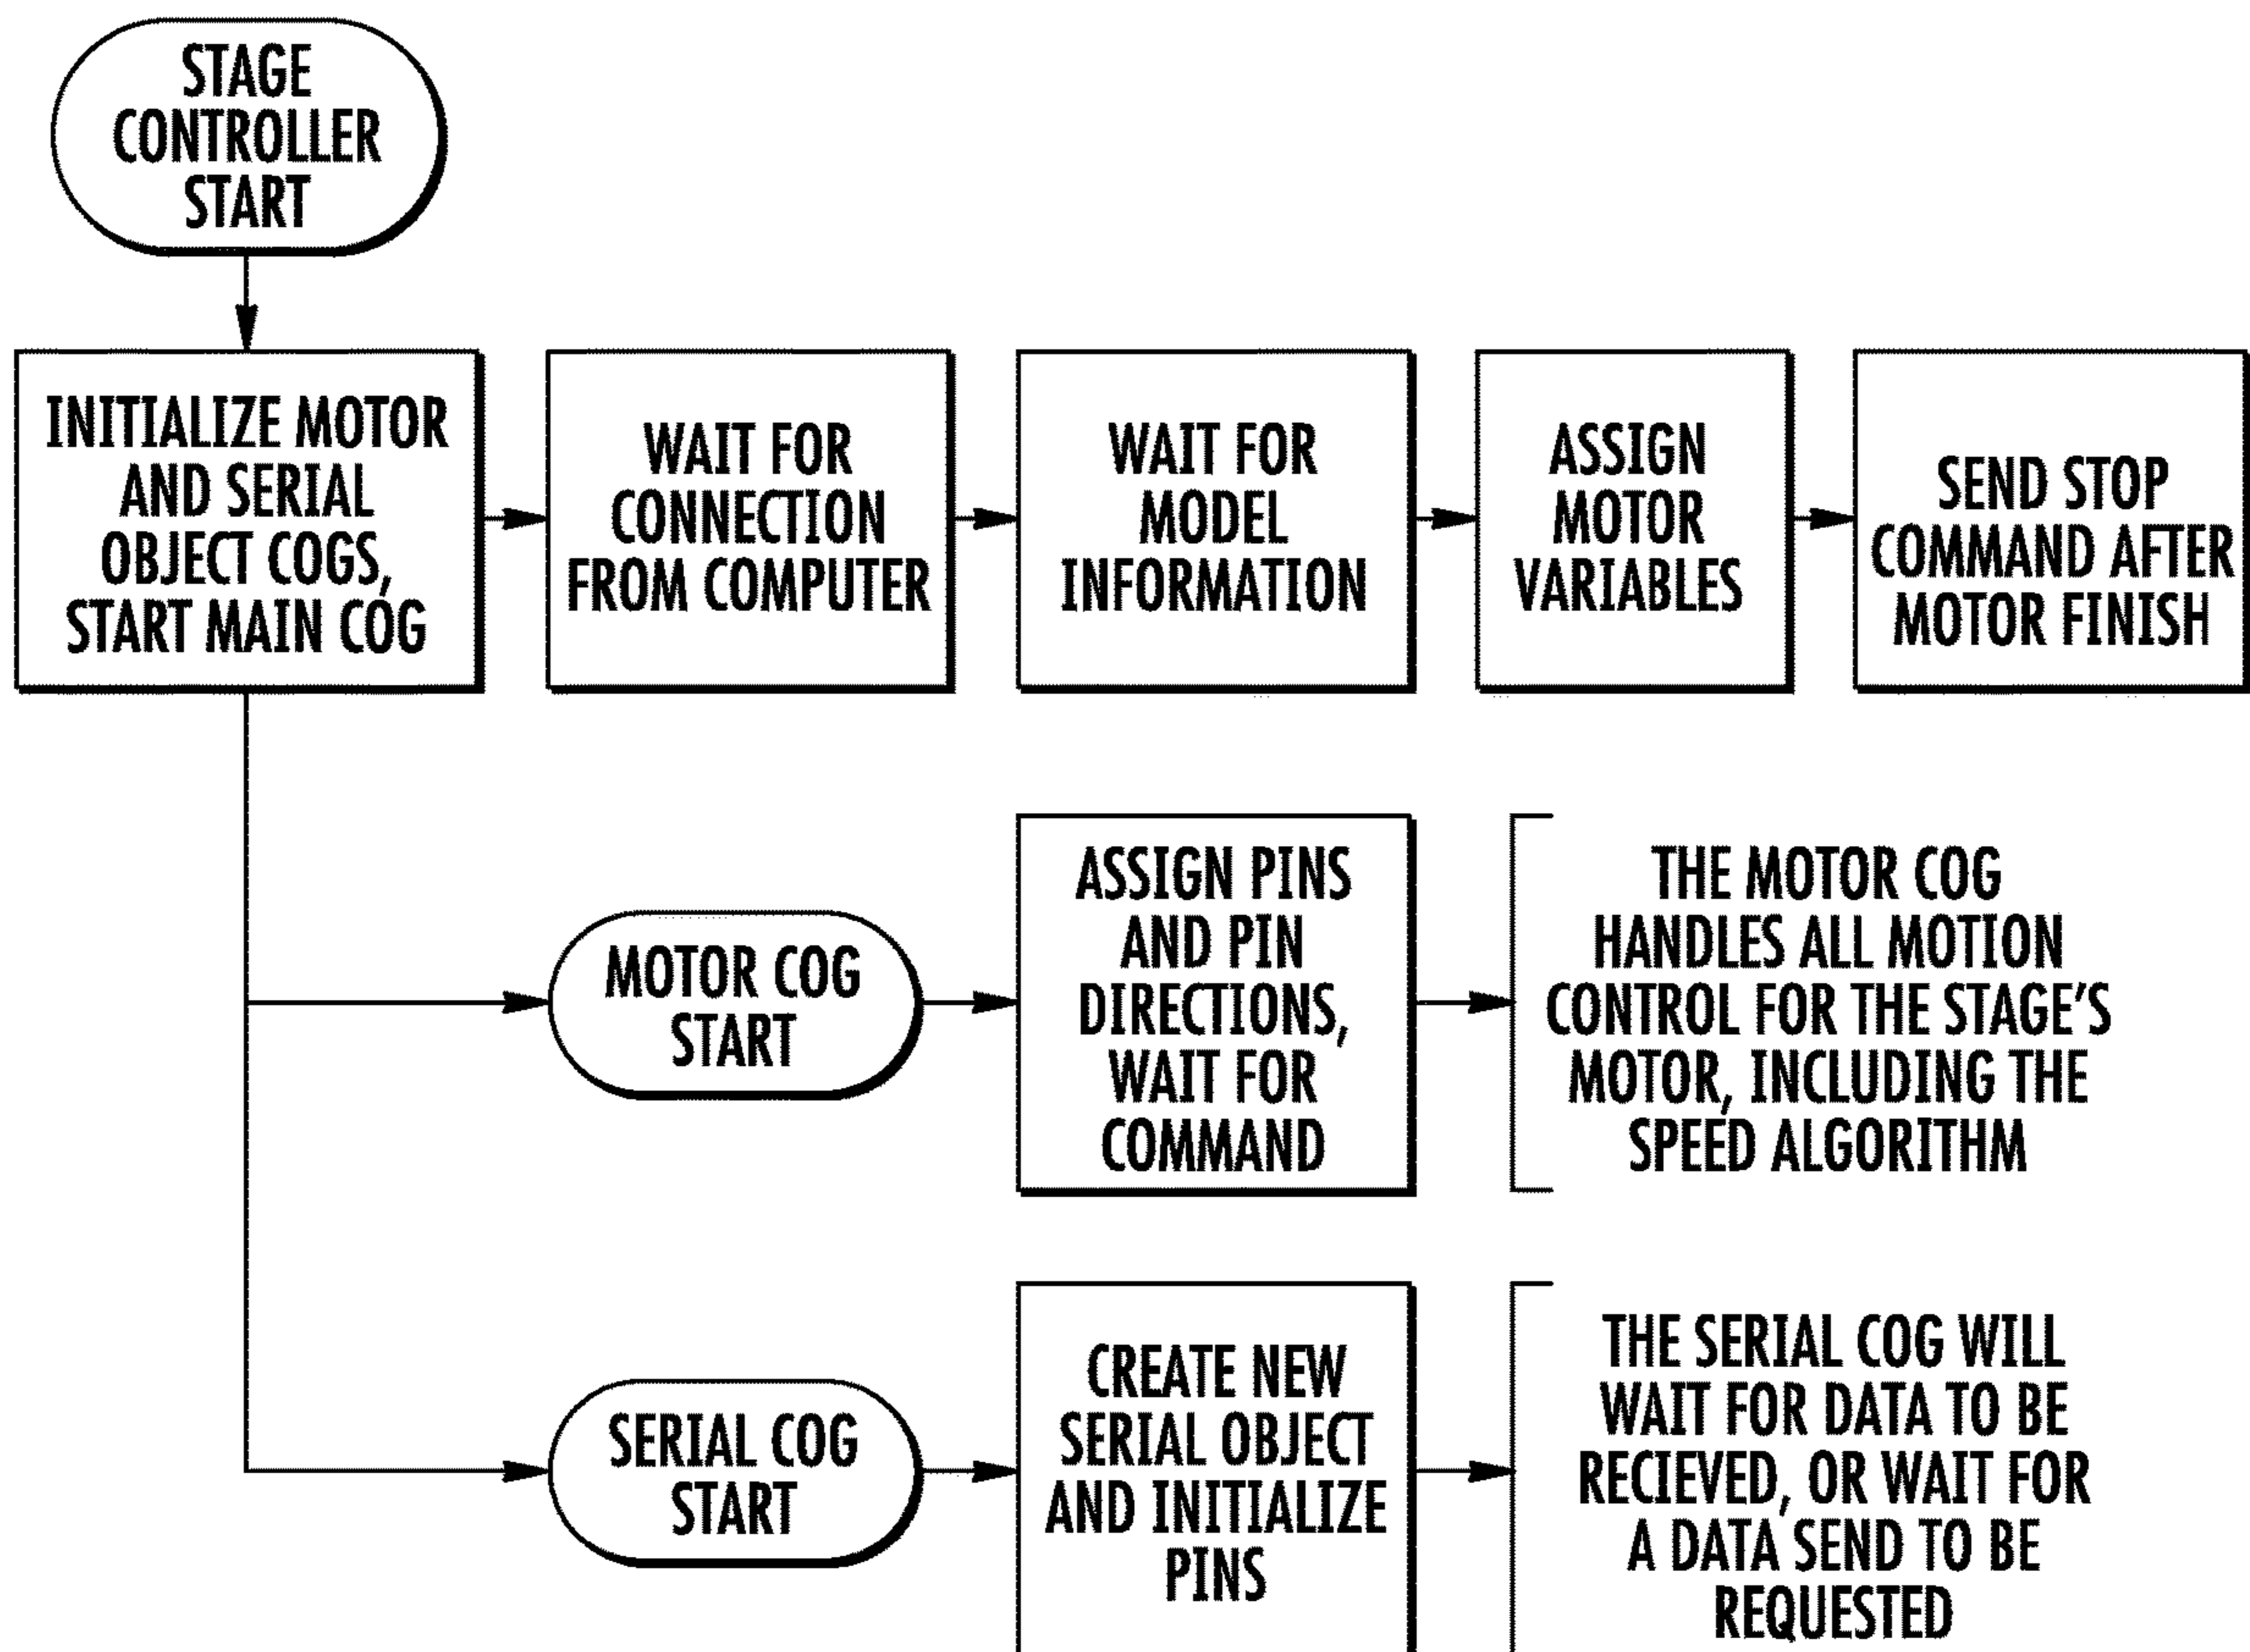 STAGE
CONTROLLER
START
INITIALIZE MOTOR
AND SERIAL
OBJECT COGS,
START MAIN COG
WAIT FOR
CONNECTION
FROM COMPUTER
WAIT FOR
MODEL
INFORMATION
ASSIGN
MOTOR
VARIABLES
SEND STOP
COMMAND AFTER
MOTOR FINISH
MOTOR COG
START
ASSIGN PINS
AND PIN
DIRECTIONS,
WAIT FOR
COMMAND
THE MOTOR COG
HANDLES ALL MOTION
CONTROL FOR THE STAGE'S
MOTOR, INCLUDING THE
SPEED ALGORITHM
SERIAL COG
START
CREATE NEW
SERIAL OBJECT
AND INITIALIZE
PINS
THE SERIAL COG WILL
WAIT FOR DATA TO BE
RECIEVED, OR WAIT FOR
A DATA SEND TO BE
REQUESTED